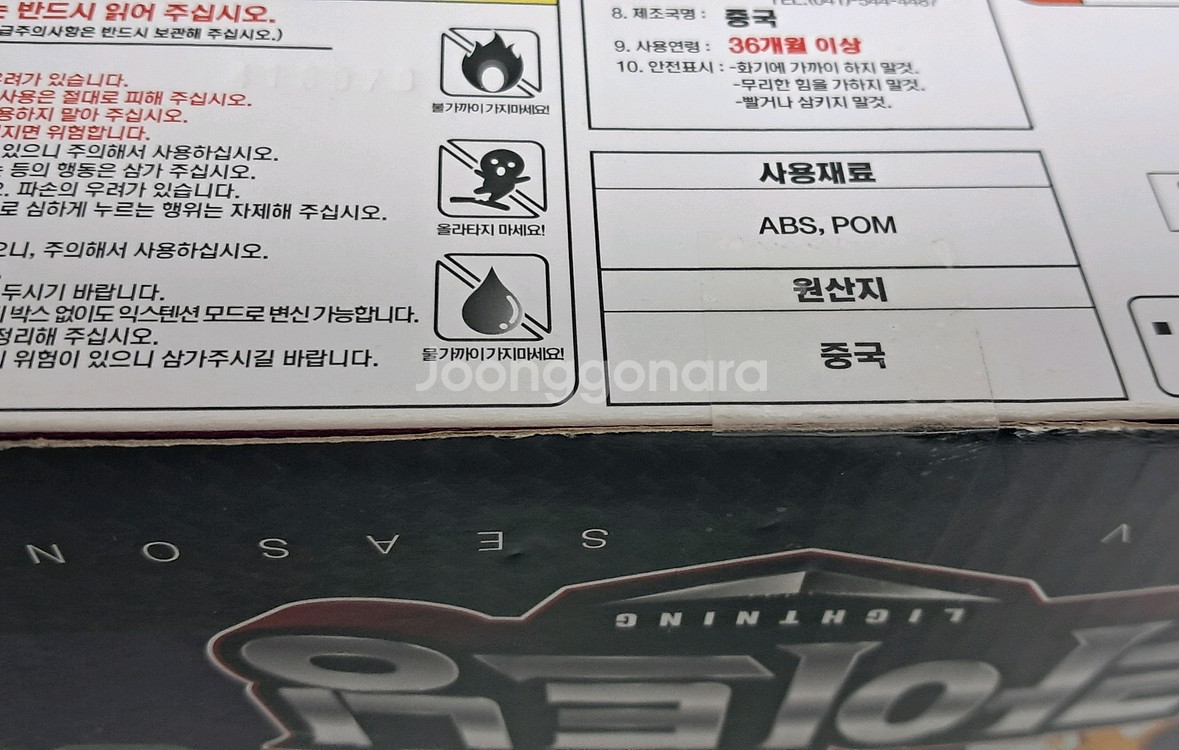 반드시 읽어 주십시오.
급주의사항은 반드시 보관해 주십시오.)
우려가 있습니다.
사용은 절대로 피해 주십시오.
용하지 말아 주십시오.
지면 위험합니다.
있으니 주의해서 사용하십시오.
등의 행동은 삼가 주십시오.
파손의 우려가 있습니다.
로 심하게 누르는 행위는 자제해 주십시오.
으니, 주의해서 사용하십시오.
두시기 바랍니다.
박스 없이도 익스텐션 모드로 변신 가능합니다.
정리해 주십시오.
위험이 있으니 삼가주시길 바랍니다.
불 가까이 가지마세요!
올라타지 마세요!
물 가까이 가지마세요!
TEL.(041)-544-4487
8. 제조국명 : 중국
9. 사용연령 : 36개월 이상
10. 안전표시 : -화기에 가까이 하지 말것.
-무리한 힘을 가하지 말것.
-빨거나 삼키지 말것.
사용재료
ABS, POM
원산지
중국
Joonggonara
V SEASON
LIGHTNING
라이트닝